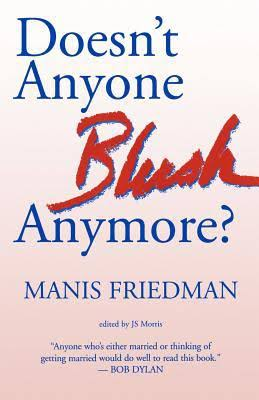 Doesn't
Anyone
Blush
Anymore?
MANIS FRIEDMAN
edited by JS Morris
"Anyone who's either married or thinking of
getting married would do well to read this book."
— BOB DYLAN